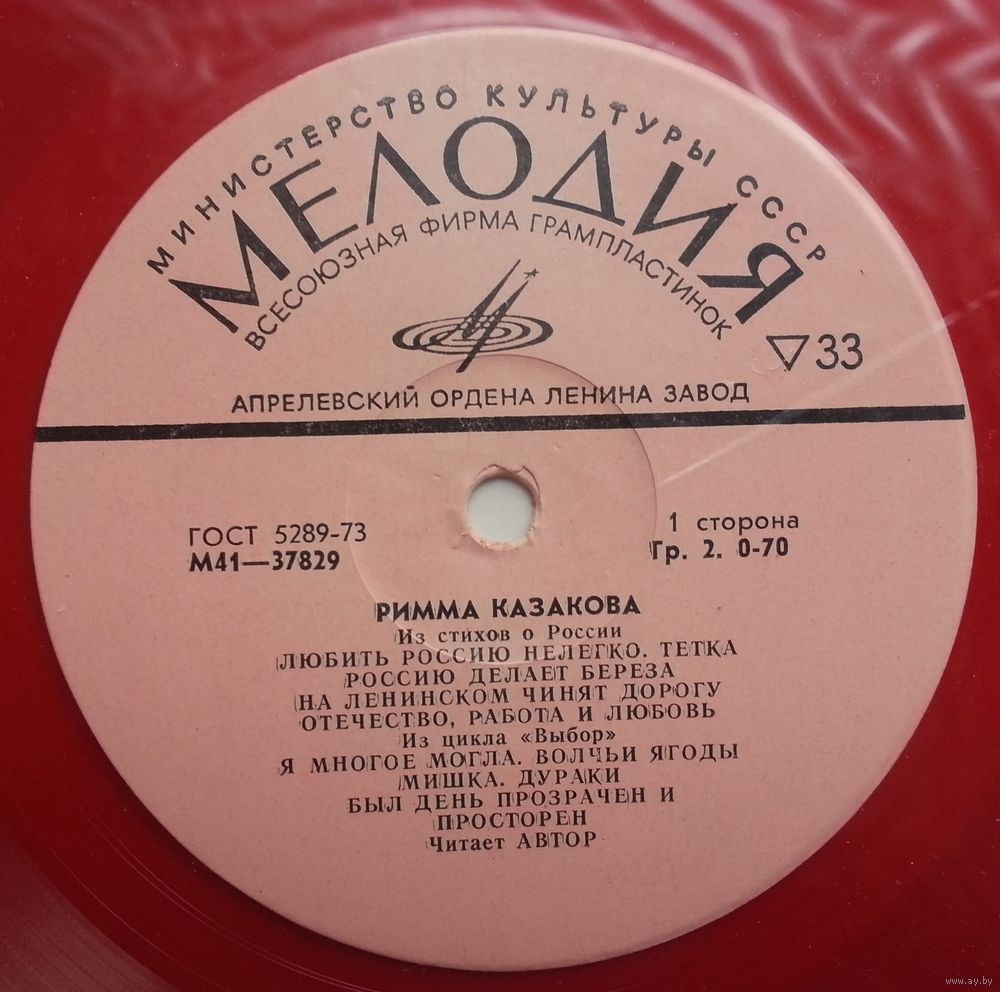 МИНИСТЕРСТВО КУЛЬТУРЫ СССР
МЕЛОДИЯ
ВСЕСОЮЗНАЯ ФИРМА ГРАМПЛАСТИНОК
33
АПРЕЛЕВСКИЙ ОРДЕНА ЛЕНИНА ЗАВОД
ГОСТ 5289-73
М41—37829
1 сторона
Гр. 2. 0-70
РИММА КАЗАКОВА
Из стихов о России
ЛЮБИТЬ РОССИЮ НЕЛЕГКО. ТЕТКА
РОССИЮ ДЕЛАЕТ БЕРЕЗА
НА ЛЕНИНСКОМ ЧИНЯТ ДОРОГУ
ОТЕЧЕСТВО, РАБОТА И ЛЮБОВЬ
Из цикла «Выбор»
Я МНОГОЕ МОГЛА. ВОЛЧЬИ ЯГОДЫ
МИШКА. ДУРАКИ
БЫЛ ДЕНЬ ПРОЗРАЧЕН И
ПРОСТОРЕН
Читает АВТОР
www.ay.by